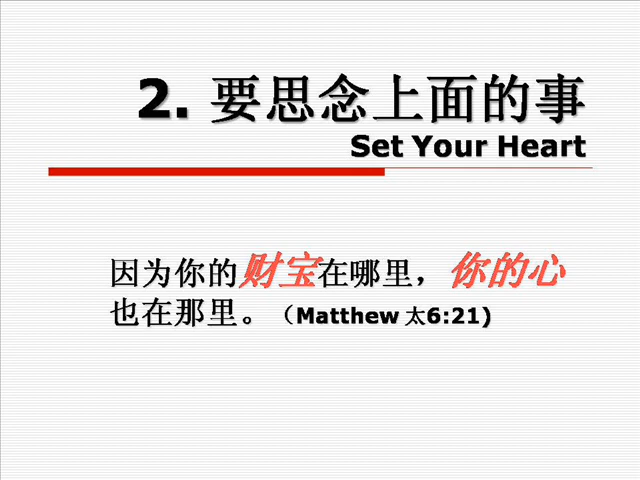 2. 要思念上面的事
Set Your Heart
因为你的财宝在哪里，你的心
也在那里。（Matthew 太6:21)